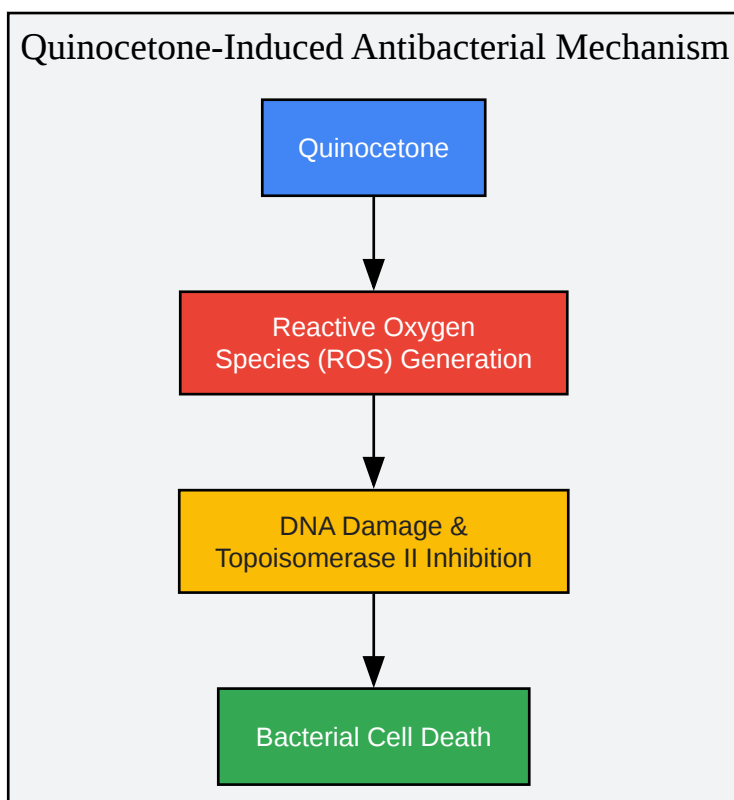 Quinocetone-Induced Antibacterial Mechanism
Quinocetone
Reactive Oxygen
Species (ROS) Generation
DNA Damage &
Topoisomerase II Inhibition
Bacterial Cell Death